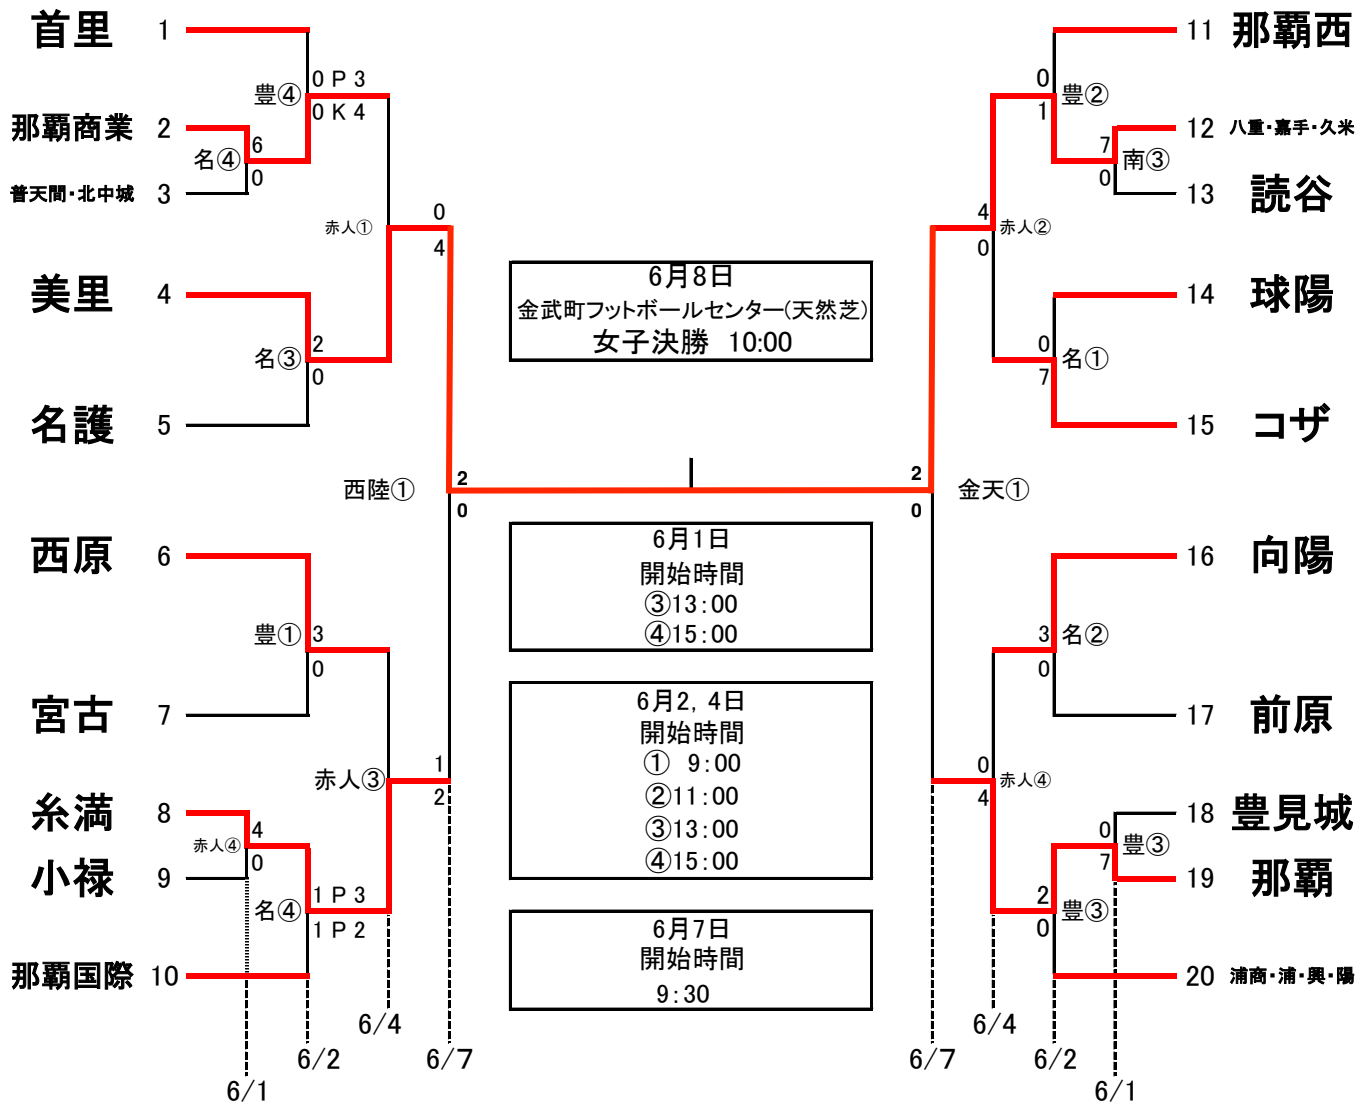 首里 1
0 P 3
豊④
0 K 4
那覇商業 2
6
名④
0
普天間・北中城 3
0
赤人①
4
美里 4
2
名③
0
名護 5
西陸①
2
0
西原 6
3
豊①
0
宮古 7
1
赤人③
2
糸満 8
4
赤人④
0
小禄 9
1 P 3
名④
1 P 2
那覇国際 10
6/1
6/2
6/4
6/7
6月8日
金武町フットボールセンター(天然芝)
女子決勝 10:00
6月1日
開始時間
③13:00
④15:00
6月2, 4日
開始時間
① 9:00
②11:00
③13:00
④15:00
6月7日
開始時間
9:30
11 那覇西
0
豊②
1
12 八重・嘉手・久米
7
南③
0
13 読谷
4
赤人②
0
14 球陽
0
名①
7
15 コザ
2
金天①
0
16 向陽
3
名②
0
17 前原
0
赤人④
4
18 豊見城
0
豊③
7
19 那覇
2
豊③
0
20 浦商・浦・興・陽
6/7
6/4
6/2
6/1